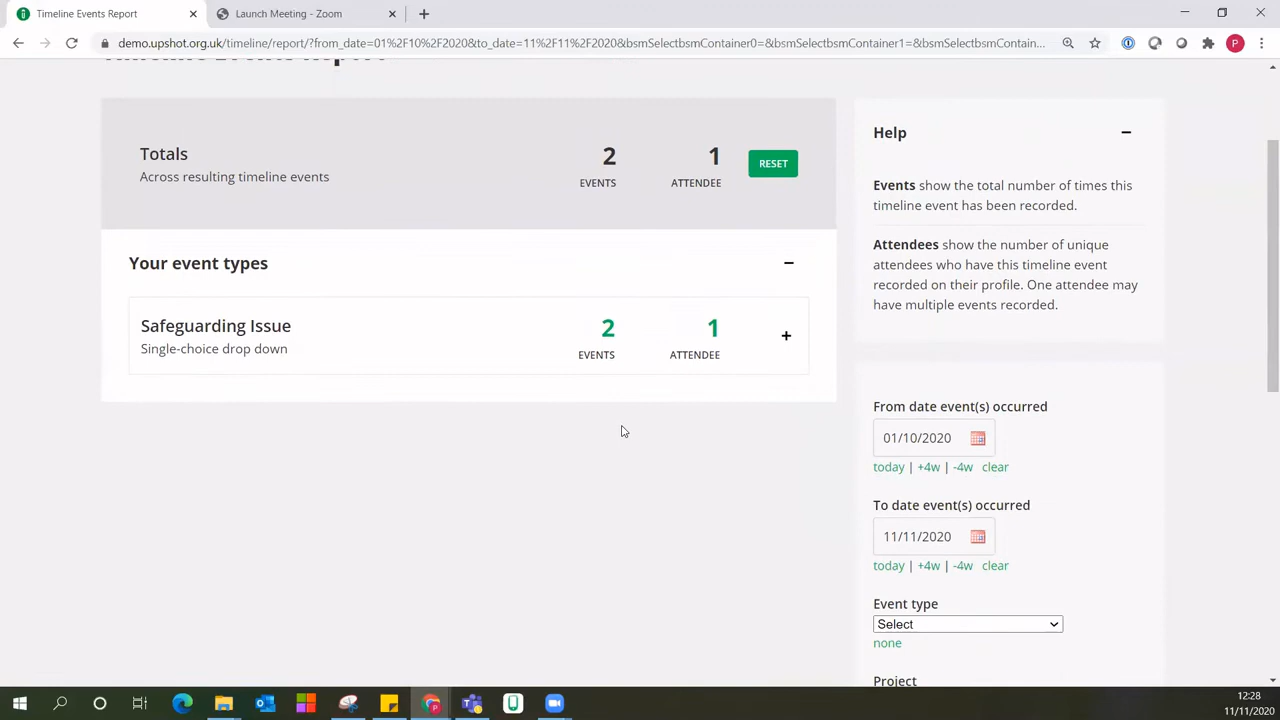 Timeline Events Report
Launch Meeting - Zoom
demo.upshot.org.uk/timeline/report/?from_date=01%2F10%2F2020&to_date=11%2F11%2F2020&bsmSelectbsmContainer0=&bsmSelectbsmContainer1=&bsmSelectbsmContain...
P
Timeline Events Report
Totals
Across resulting timeline events
2
EVENTS
1
ATTENDEE
RESET
Your event types
Safeguarding Issue
Single-choice drop down
2
EVENTS
1
ATTENDEE
Help
Events show the total number of times this
timeline event has been recorded.
Attendees show the number of unique
attendees who have this timeline event
recorded on their profile. One attendee may
have multiple events recorded.
From date event(s) occurred
01/10/2020
today | +4w | -4w clear
To date event(s) occurred
11/11/2020
today | +4w | -4w clear
Event type
Select
none
Project
12:28
11/11/2020